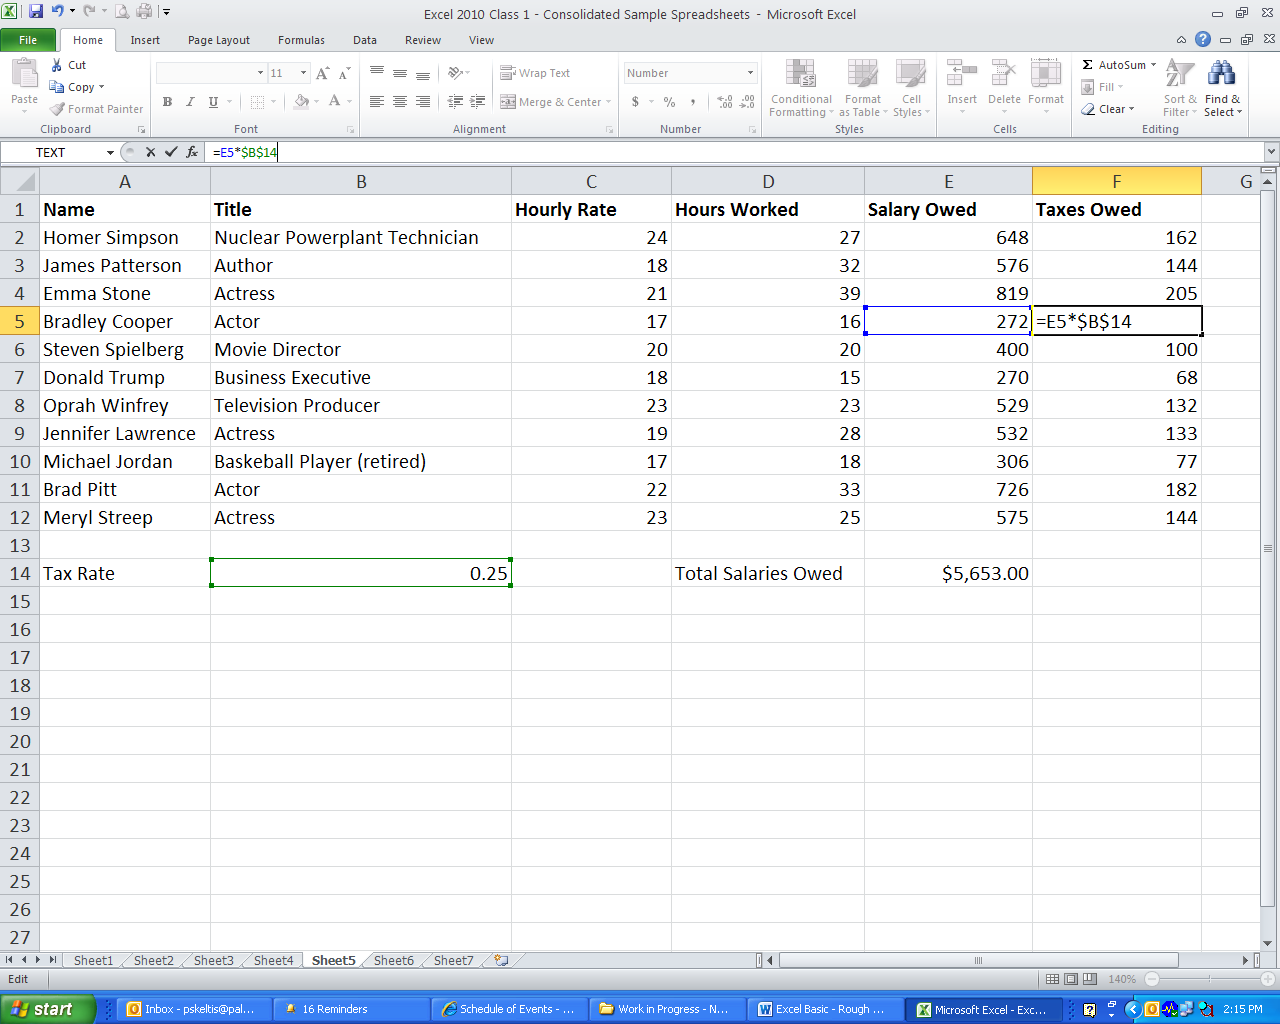 Excel 2010 Class 1 - Consolidated Sample Spreadsheets - Microsoft Excel
File Home Insert Page Layout Formulas Data Review View
Paste Cut Copy Format Painter
11 A A B I U A
Wrap Text Merge & Center
Number $ % , .00 .0
Conditional Formatting Format as Table Cell Styles
Insert Delete Format
Σ AutoSum Fill Clear Sort & Filter Find & Select
Clipboard Font Alignment Number Styles Cells Editing
TEXT fx =E5*$B$14
A B C D E F G
1 Name Title Hourly Rate Hours Worked Salary Owed Taxes Owed
2 Homer Simpson Nuclear Powerplant Technician 24 27 648 162
3 James Patterson Author 18 32 576 144
4 Emma Stone Actress 21 39 819 205
5 Bradley Cooper Actor 17 16 272 =E5*$B$14
6 Steven Spielberg Movie Director 20 20 400 100
7 Donald Trump Business Executive 18 15 270 68
8 Oprah Winfrey Television Producer 23 23 529 132
9 Jennifer Lawrence Actress 19 28 532 133
10 Michael Jordan Baskeball Player (retired) 17 18 306 77
11 Brad Pitt Actor 22 33 726 182
12 Meryl Streep Actress 23 25 575 144
13
14 Tax Rate 0.25 Total Salaries Owed $5,653.00
15
16
17
18
19
20
21
22
23
24
25
26
27
Sheet1 Sheet2 Sheet3 Sheet4 Sheet5 Sheet6 Sheet7
Edit 140%
start Inbox - pskeltis@pal... 16 Reminders Schedule of Events - ... Work in Progress - N... Excel Basic - Rough ... Microsoft Excel - Exc... 2:15 PM